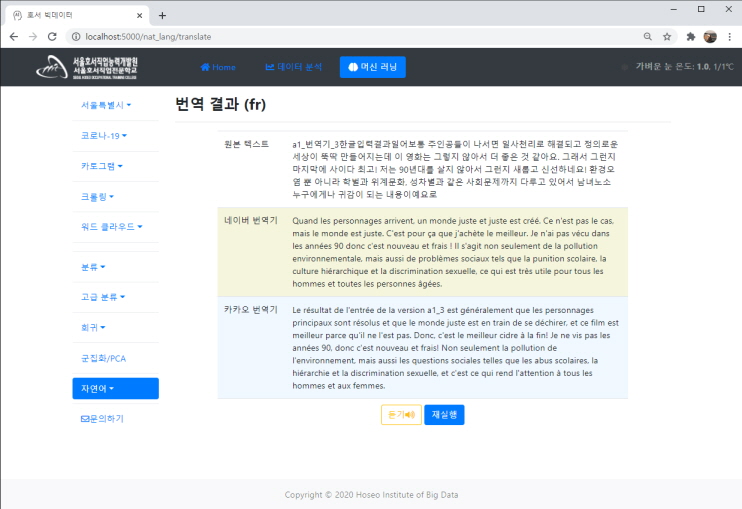 호서 빅데이터
localhost:5000/nat_lang/translate
서울호서직업능력개발원
서울호서직업전문학교
Home
데이터 분석
머신 러닝
가벼운 눈 온도: 1.0, 1/1℃
서울특별시
코로나-19
카토그램
크롤링
워드 클라우드
분류
고급 분류
회귀
군집화/PCA
자연어
문의하기
번역 결과 (fr)
원본 텍스트
a1_번역기_3한글입력결과일어보통 주인공들이 나서면 일사천리로 해결되고 정의로운
세상이 뚝딱 만들어지는데 이 영화는 그렇지 않아서 더 좋은 것 같아요. 그래서 그런지
마지막에 사이다 최고! 저는 90년대를 살지 않아서 그런지 새롭고 신선하네요! 환경오
염 뿐 아니라 학벌과 위계문화, 성차별과 같은 사회문제까지 다루고 있어서 남녀노소
누구에게나 귀감이 되는 내용이예요로
네이버 번역기
Quand les personnages arrivent, un monde juste et juste est créé. Ce n'est pas le cas,
mais le monde est juste. C'est pour ça que j'achète le meilleur. Je n'ai pas vécu dans
les années 90 donc c'est nouveau et frais ! Il s'agit non seulement de la pollution
environnementale, mais aussi de problèmes sociaux tels que la punition scolaire, la
culture hiérarchique et la discrimination sexuelle, ce qui est très utile pour tous les
hommes et toutes les personnes âgées.
카카오 번역기
Le résultat de l'entrée de la version a1_3 est généralement que les personnages
principaux sont résolus et que le monde juste est en train de se déchirer, et ce film est
meilleur parce qu'il ne l'est pas. Donc, c'est le meilleur cidre à la fin! Je ne vis pas les
années 90, donc c'est nouveau et frais! Non seulement la pollution de
l'environnement, mais aussi les questions sociales telles que les abus scolaires, la
hiérarchie et la discrimination sexuelle, et c'est ce qui rend l'attention à tous les
hommes et aux femmes.
듣기
재실행
Copyright © 2020 Hoseo Institute of Big Data